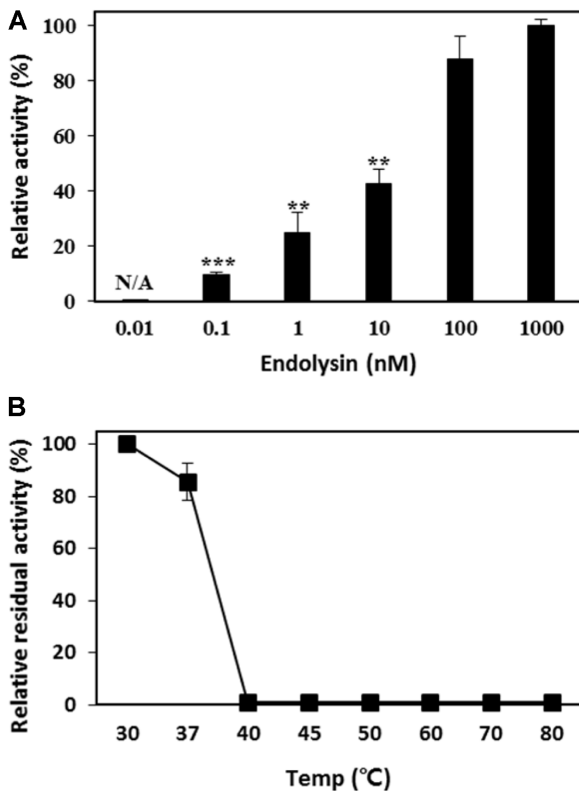 A
Relative activity (%)
100
80
60
40
20
0
N/A
***
**
**
0.01 0.1 1 10 100 1000
Endolysin (nM)
B
Relative residual activity (%)
100
80
60
40
20
0
30 37 40 45 50 60 70 80
Temp (℃)